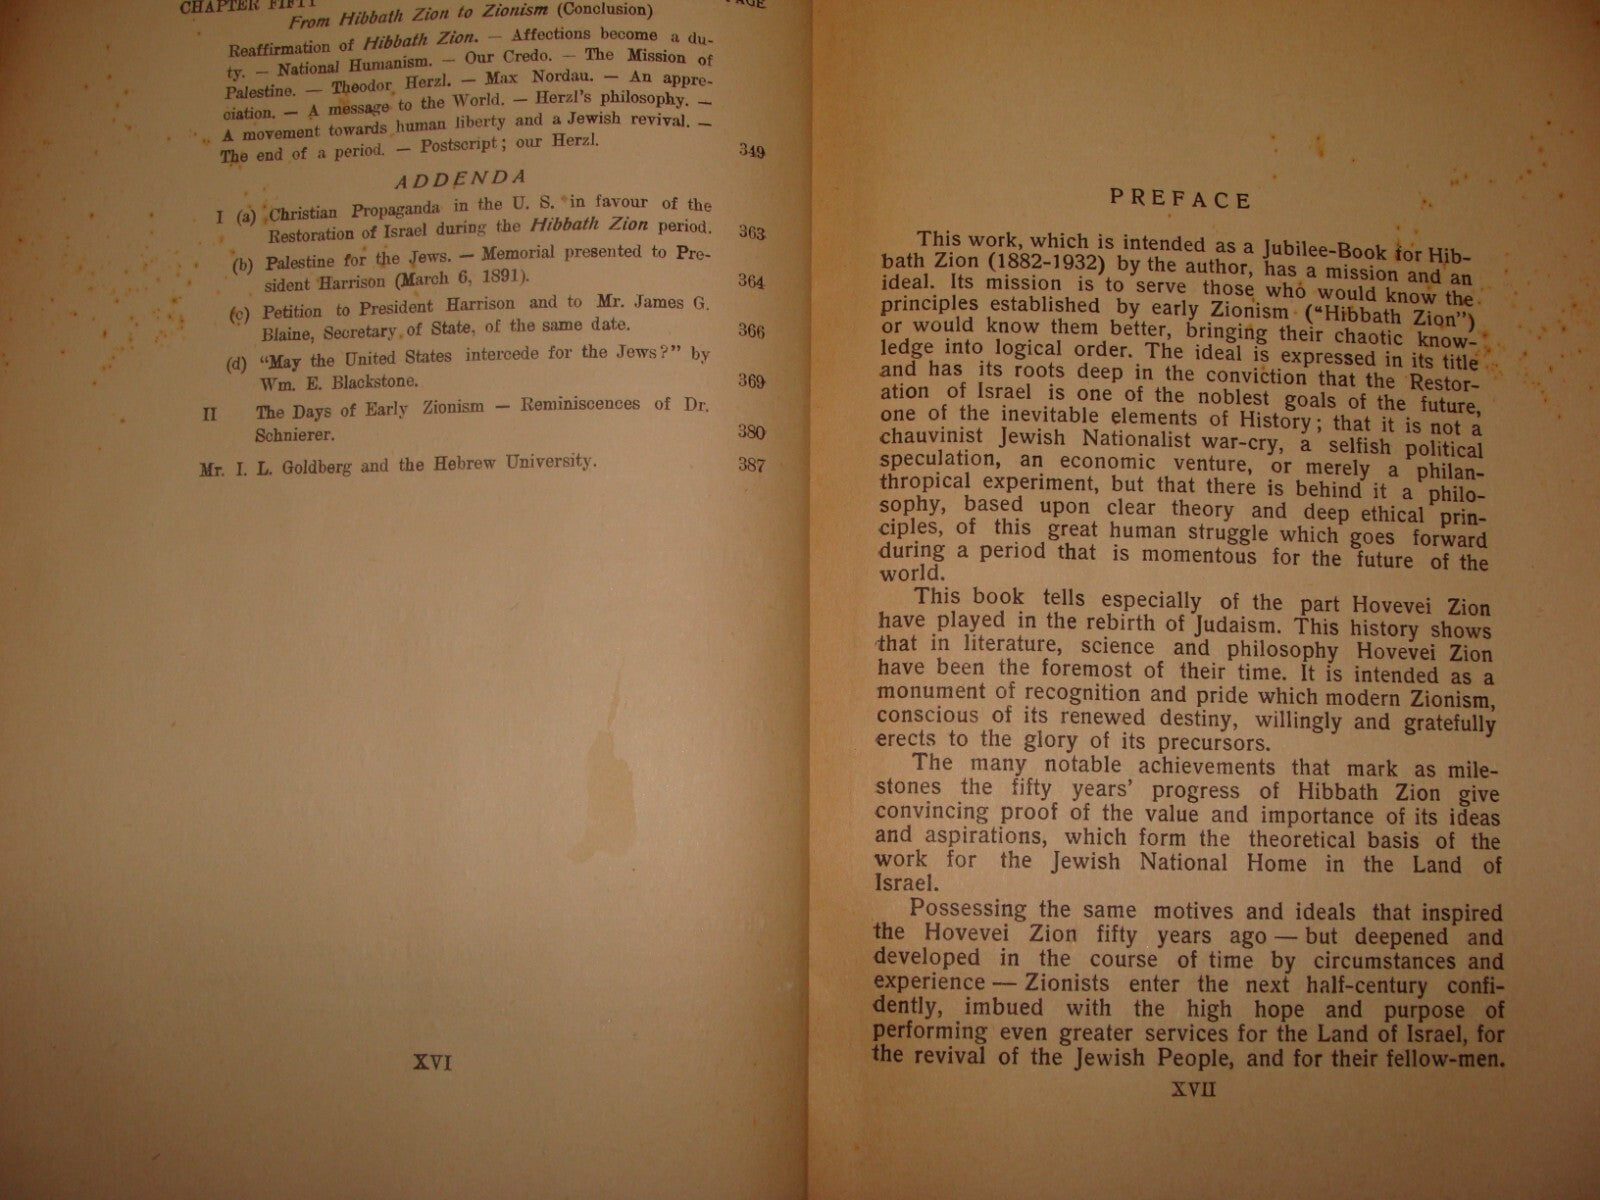 CHAPTER FIFTY
PAGE
From Hibbath Zion to Zionism (Conclusion)
Reaffirmation of Hibbath Zion. — Affections become a du-
ty. — National Humanism. — Our Credo. — The Mission of
Palestine. — Theodor Herzl. — Max Nordau. — An appre-
ciation. — A message to the World. — Herzl's philosophy. —
A movement towards human liberty and a Jewish revival. —
The end of a period. — Postscript; our Herzl. 349
ADDENDA
I (a) Christian Propaganda in the U. S. in favour of the
Restoration of Israel during the Hibbath Zion period. 363
(b) Palestine for the Jews. — Memorial presented to Pre-
sident Harrison (March 6, 1891). 364
(c) Petition to President Harrison and to Mr. James G.
Blaine, Secretary of State, of the same date. 366
(d) "May the United States intercede for the Jews?" by
Wm. E. Blackstone. 369
II The Days of Early Zionism — Reminiscences of Dr.
Schnierer. 380
Mr. I. L. Goldberg and the Hebrew University. 387
XVI
PREFACE
This work, which is intended as a Jubilee-Book for Hib-
bath Zion (1882-1932) by the author, has a mission and an
ideal. Its mission is to serve those who would know the
principles established by early Zionism ("Hibbath Zion")
or would know them better, bringing their chaotic know-
ledge into logical order. The ideal is expressed in its title
and has its roots deep in the conviction that the Restor-
ation of Israel is one of the noblest goals of the future,
one of the inevitable elements of History; that it is not a
chauvinist Jewish Nationalist war-cry, a selfish political
speculation, an economic venture, or merely a philan-
thropical experiment, but that there is behind it a philo-
sophy, based upon clear theory and deep ethical prin-
ciples, of this great human struggle which goes forward
during a period that is momentous for the future of the
world.
This book tells especially of the part Hovevei Zion
have played in the rebirth of Judaism. This history shows
that in literature, science and philosophy Hovevei Zion
have been the foremost of their time. It is intended as a
monument of recognition and pride which modern Zionism,
conscious of its renewed destiny, willingly and gratefully
erects to the glory of its precursors.
The many notable achievements that mark as mile-
stones the fifty years' progress of Hibbath Zion give
convincing proof of the value and importance of its ideas
and aspirations, which form the theoretical basis of the
work for the Jewish National Home in the Land of
Israel.
Possessing the same motives and ideals that inspired
the Hovevei Zion fifty years ago — but deepened and
developed in the course of time by circumstances and
experience — Zionists enter the next half-century confi-
dently, imbued with the high hope and purpose of
performing even greater services for the Land of Israel, for
the revival of the Jewish People, and for their fellow-men.
XVII